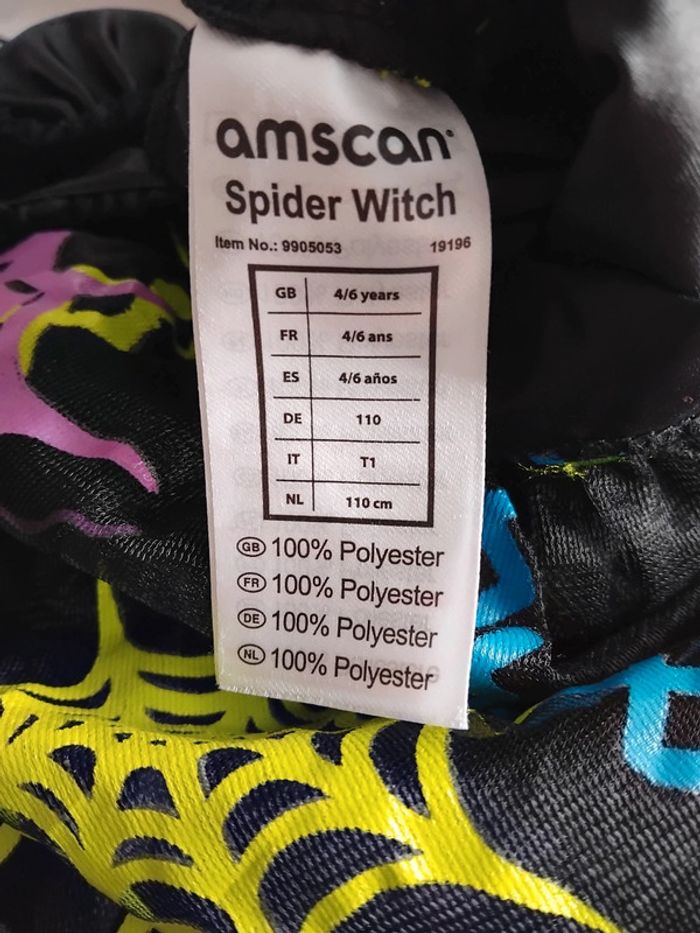 amscan
Spider Witch
Item No.: 9905053 19196
GB 4/6 years
FR 4/6 ans
ES 4/6 años
DE 110
IT T1
NL 110 cm
GB 100% Polyester
FR 100% Polyester
DE 100% Polyester
NL 100% Polyester